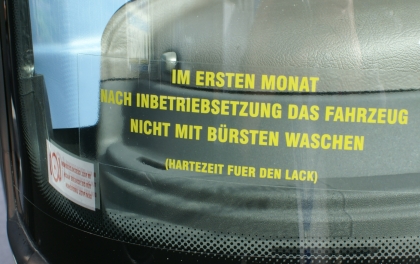 IM ERSTEN MONAT
NACH INBETRIEBSETZUNG DAS FAHRZEUG
NICHT MIT BÜRSTEN WASCHEN
(HARTEZEIT FUER DEN LACK)